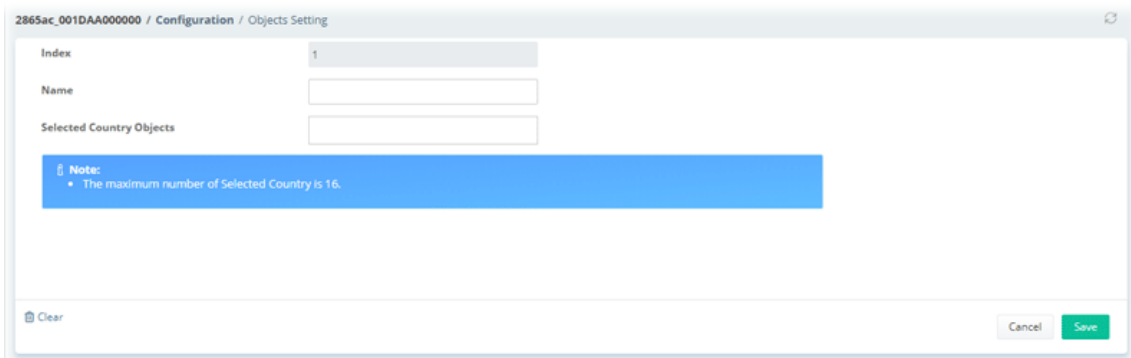 2865ac_001DAA000000 / Configuration / Objects Setting
Index 1
Name
Selected Country Objects
Note:
• The maximum number of Selected Country is 16.
Clear
Cancel Save